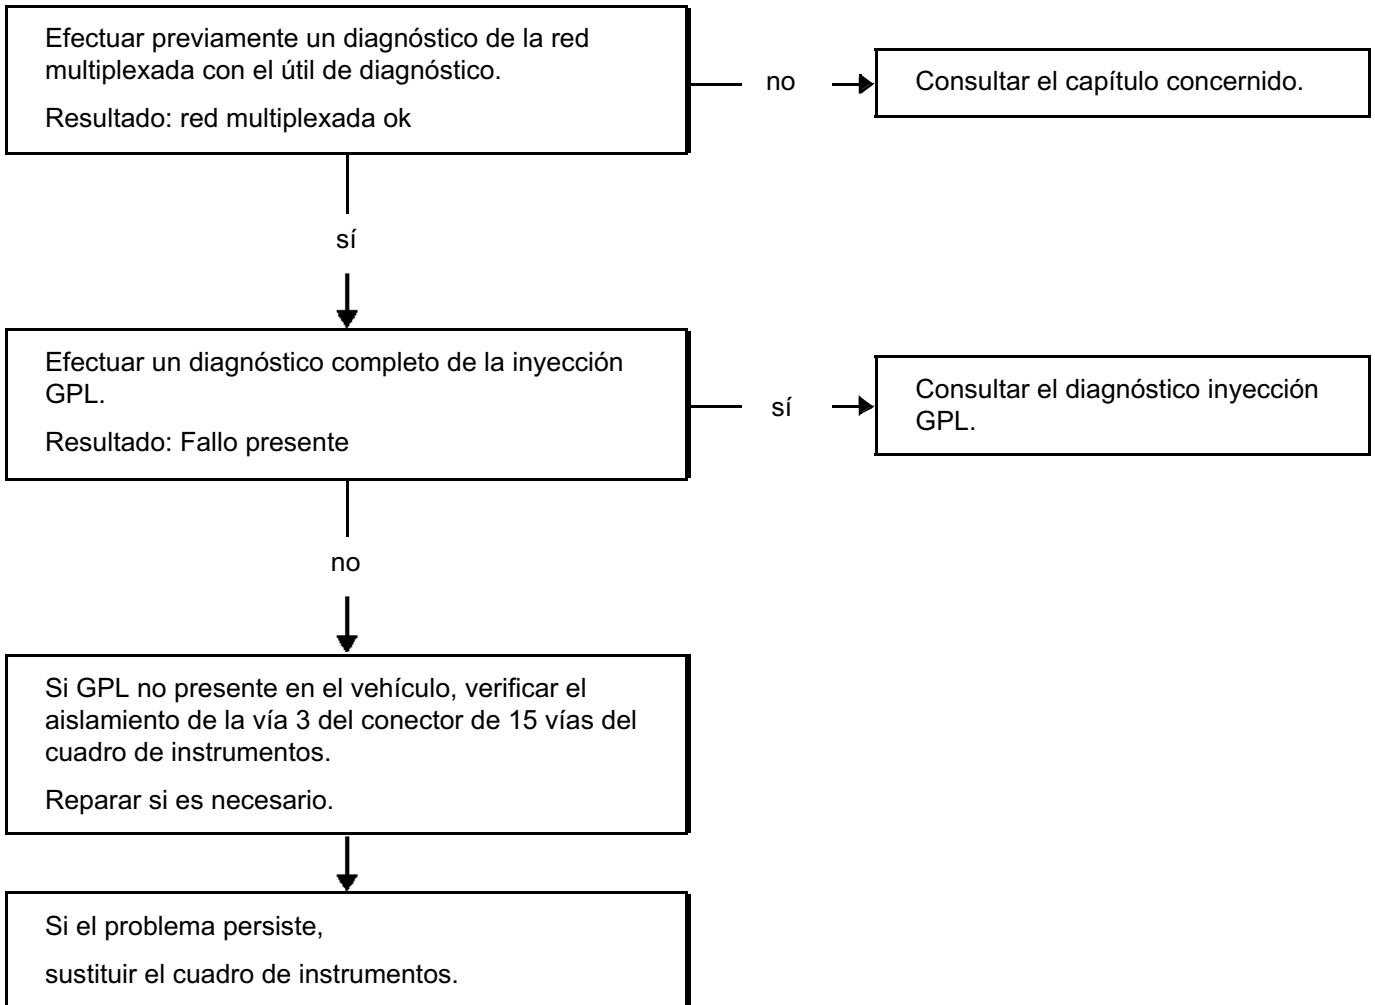 Efectuar previamente un diagnóstico de la red
multiplexada con el útil de diagnóstico.
Resultado: red multiplexada ok
no
Consultar el capítulo concernido.
sí
Efectuar un diagnóstico completo de la inyección
GPL.
Resultado: Fallo presente
sí
Consultar el diagnóstico inyección
GPL.
no
Si GPL no presente en el vehículo, verificar el
aislamiento de la vía 3 del conector de 15 vías del
cuadro de instrumentos.
Reparar si es necesario.
Si el problema persiste,
sustituir el cuadro de instrumentos.